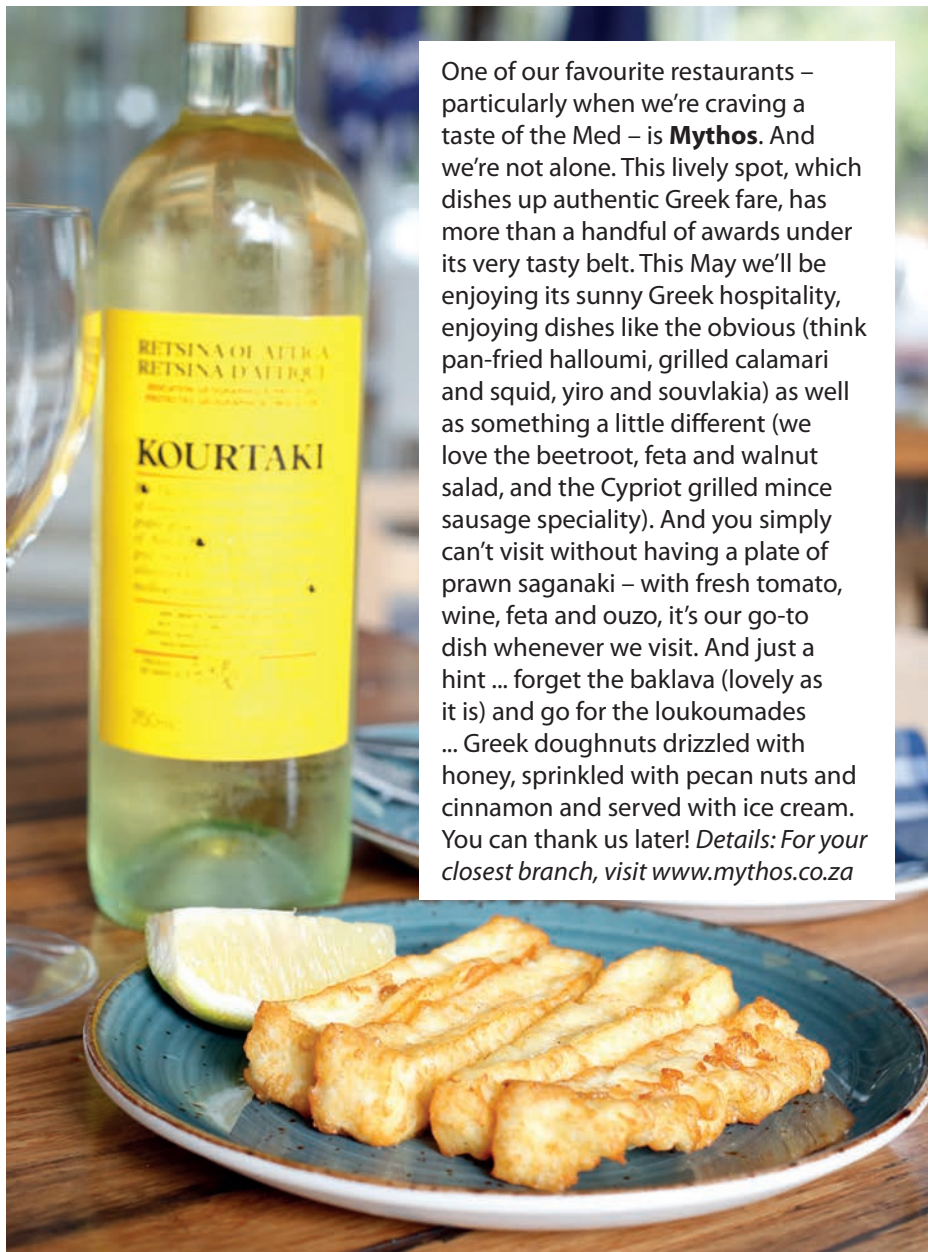 One of our favourite restaurants –
particularly when we're craving a
taste of the Med – is Mythos. And
we're not alone. This lively spot, which
dishes up authentic Greek fare, has
more than a handful of awards under
its very tasty belt. This May we'll be
enjoying its sunny Greek hospitality,
enjoying dishes like the obvious (think
pan-fried halloumi, grilled calamari
and squid, yiro and souvlakia) as well
as something a little different (we
love the beetroot, feta and walnut
salad, and the Cypriot grilled mince
sausage speciality). And you simply
can't visit without having a plate of
prawn saganaki – with fresh tomato,
wine, feta and ouzo, it's our go-to
dish whenever we visit. And just a
hint ... forget the baklava (lovely as
it is) and go for the loukoumades
... Greek doughnuts drizzled with
honey, sprinkled with pecan nuts and
cinnamon and served with ice cream.
You can thank us later! Details: For your
closest branch, visit www.mythos.co.za
RETSINA OF ATTICA
RETSINA D'ATTIQUE
KOURTAKI